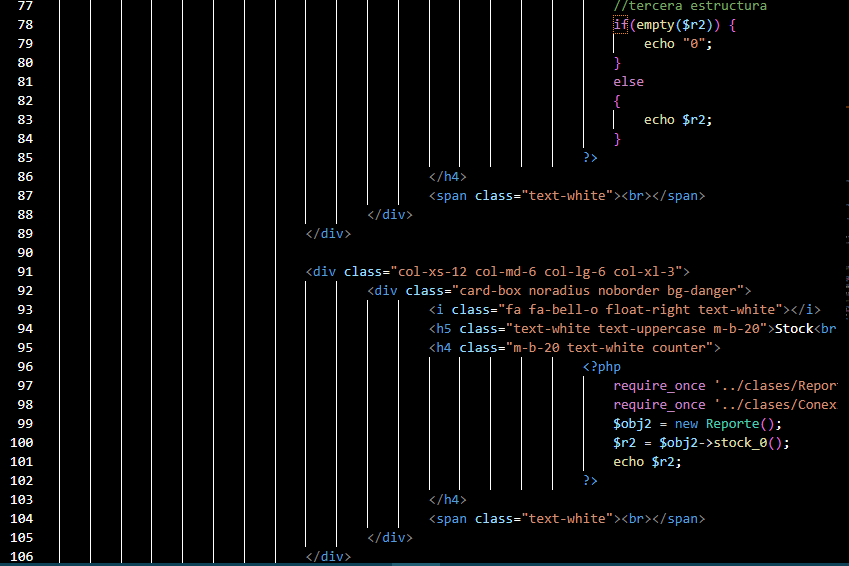 77 //tercera estructura
78 if(empty($r2)) {
79 echo "0";
80 }
81 else
82 {
83 echo $r2;
84 }
85 ?>
86 </h4>
87 <span class="text-white"><br></span>
88 </div>
89 </div>
90
91 <div class="col-xs-12 col-md-6 col-lg-6 col-xl-3">
92 <div class="card-box noradius noborder bg-danger">
93 <i class="fa fa-bell-o float-right text-white"></i>
94 <h5 class="text-white text-uppercase m-b-20">Stock<br
95 <h4 class="m-b-20 text-white counter">
96 <?php
97 require_once '../clases/Repor
98 require_once '../clases/Conex
99 $obj2 = new Reporte();
100 $r2 = $obj2->stock_0();
101 echo $r2;
102 ?>
103 </h4>
104 <span class="text-white"><br></span>
105 </div>
106 </div>